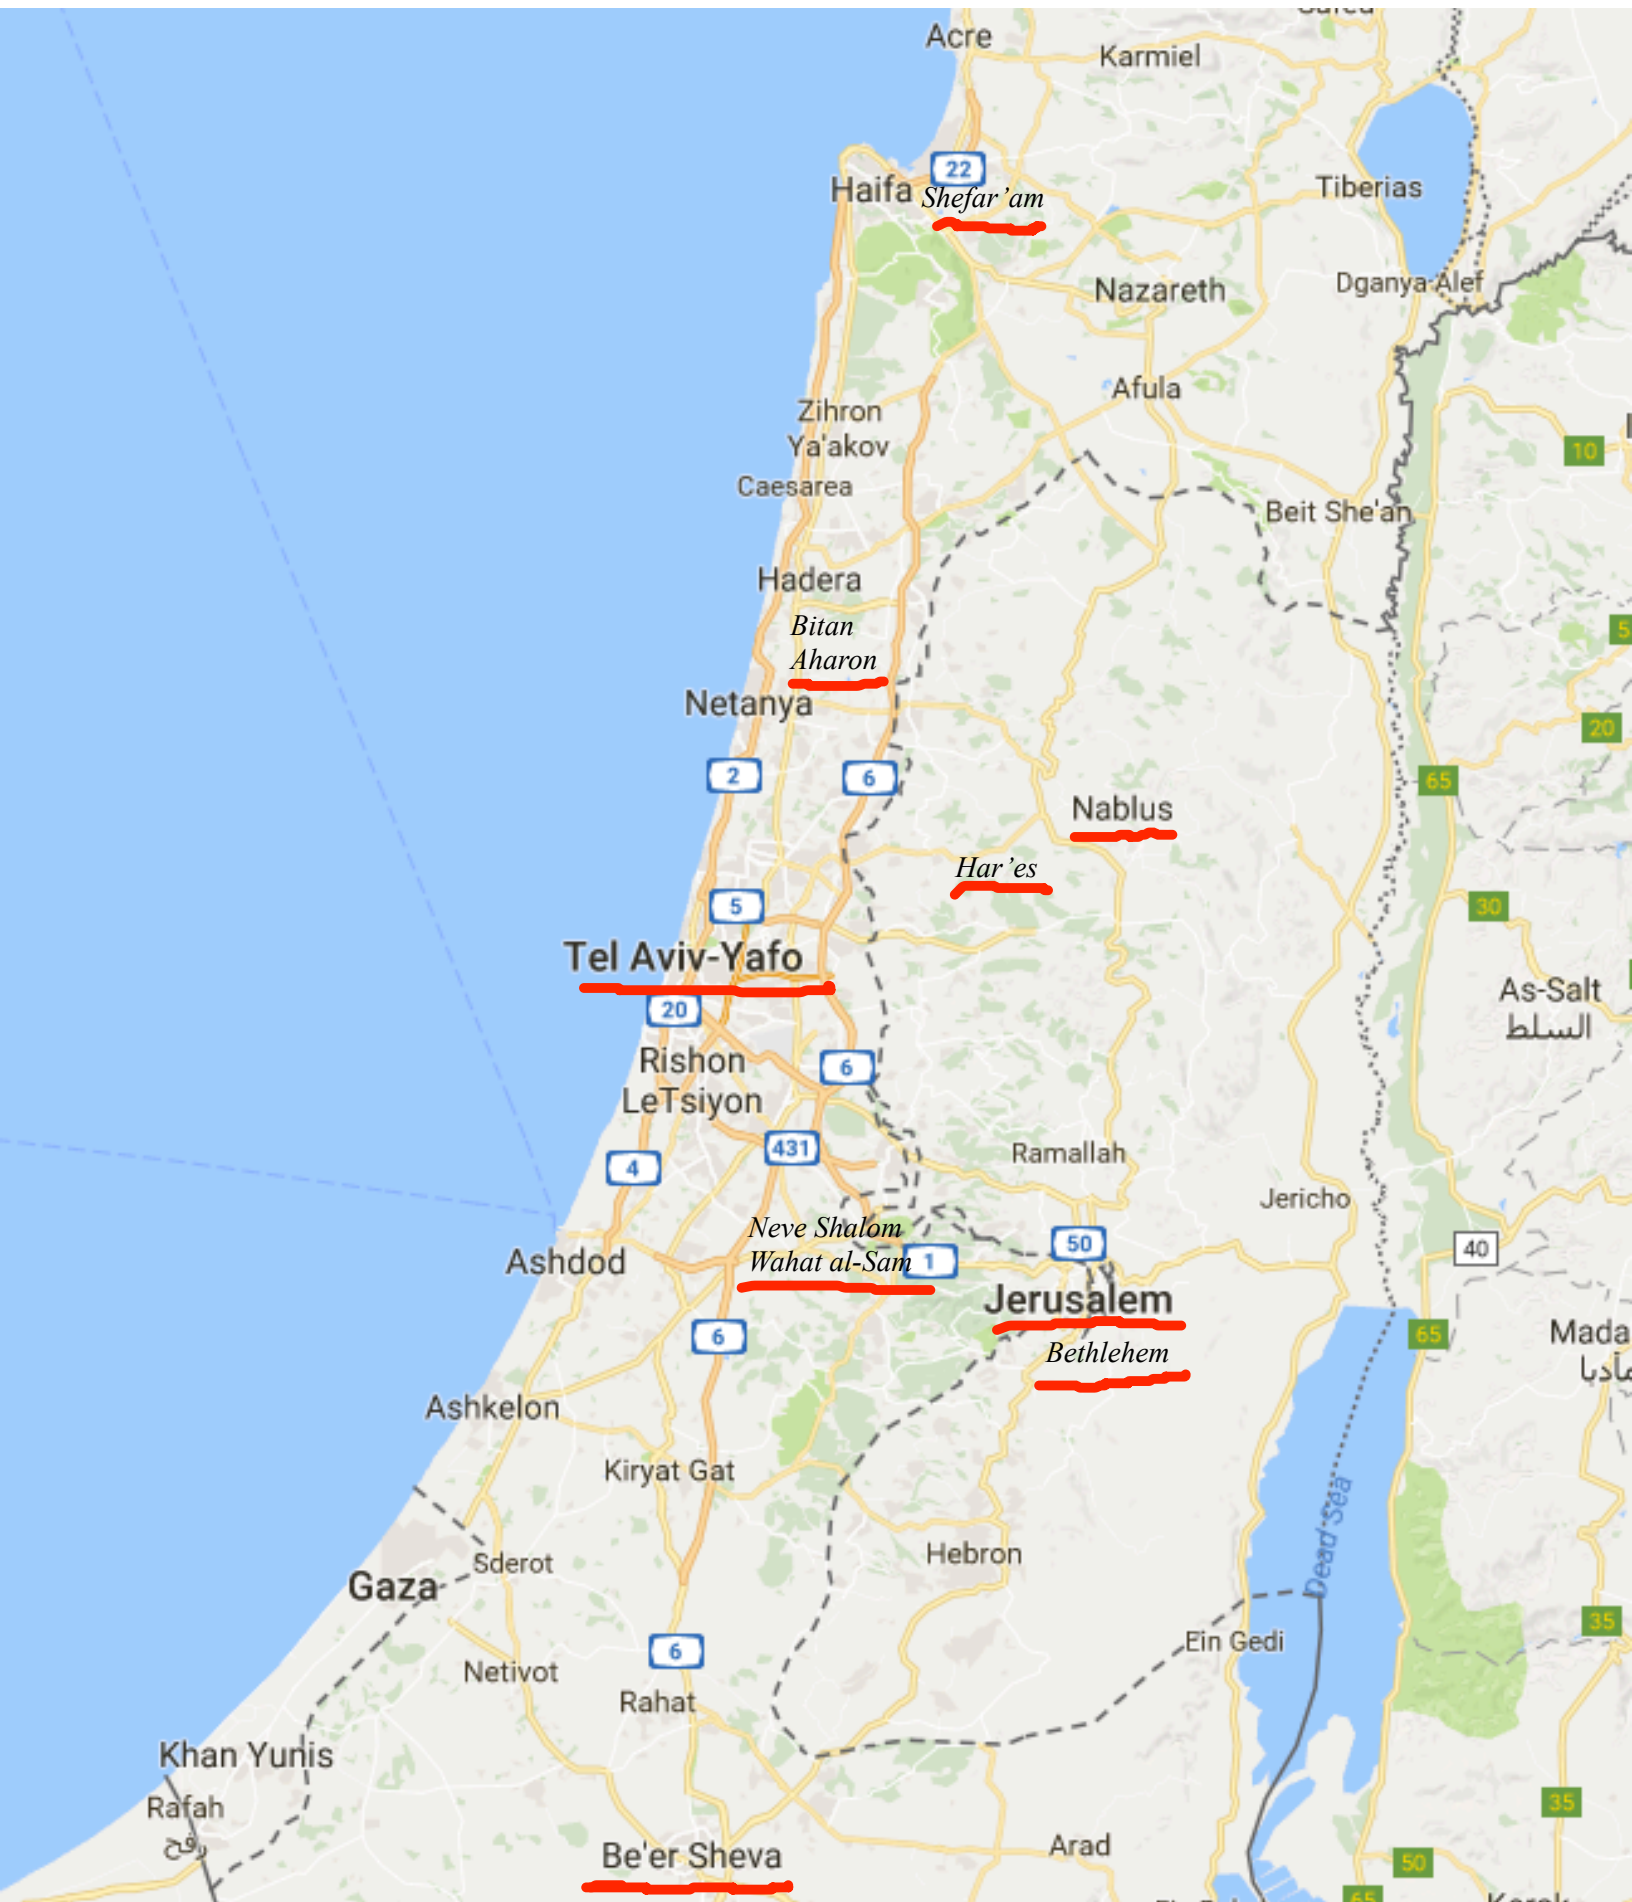 Acre
Karmiel
22
Haifa
Shefar’am
Tiberias
Nazareth
Dganya Alef
Afula
Zihron
Ya'akov
10
Caesarea
Beit She'an
Hadera
Bitan
Aharon
5
Netanya
20
2
6
65
Nablus
Har’es
5
30
Tel Aviv-Yafo
As-Salt
السلط
20
Rishon
LeTsiyon
6
431
Ramallah
4
Jericho
Neve Shalom
Wahat al-Sam
1
50
40
Ashdod
Jerusalem
6
65
Bethlehem
Ashkelon
Kiryat Gat
Dead Sea
Hebron
Sderot
Gaza
35
Ein Gedi
6
Netivot
Rahat
Khan Yunis
Rafah
رفح
35
Be'er Sheva
Arad
50
65